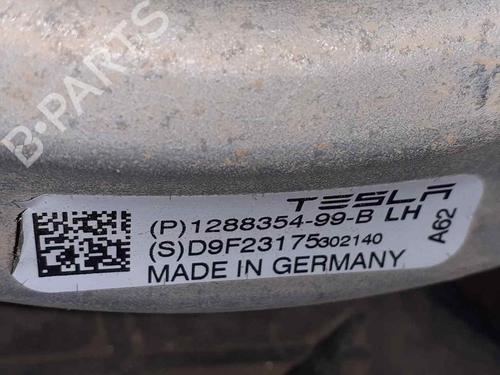 B-PARTS
TESLA
(P)1288354-99-B LH
(S)D9F23175302140
A62
MADE IN GERMANY